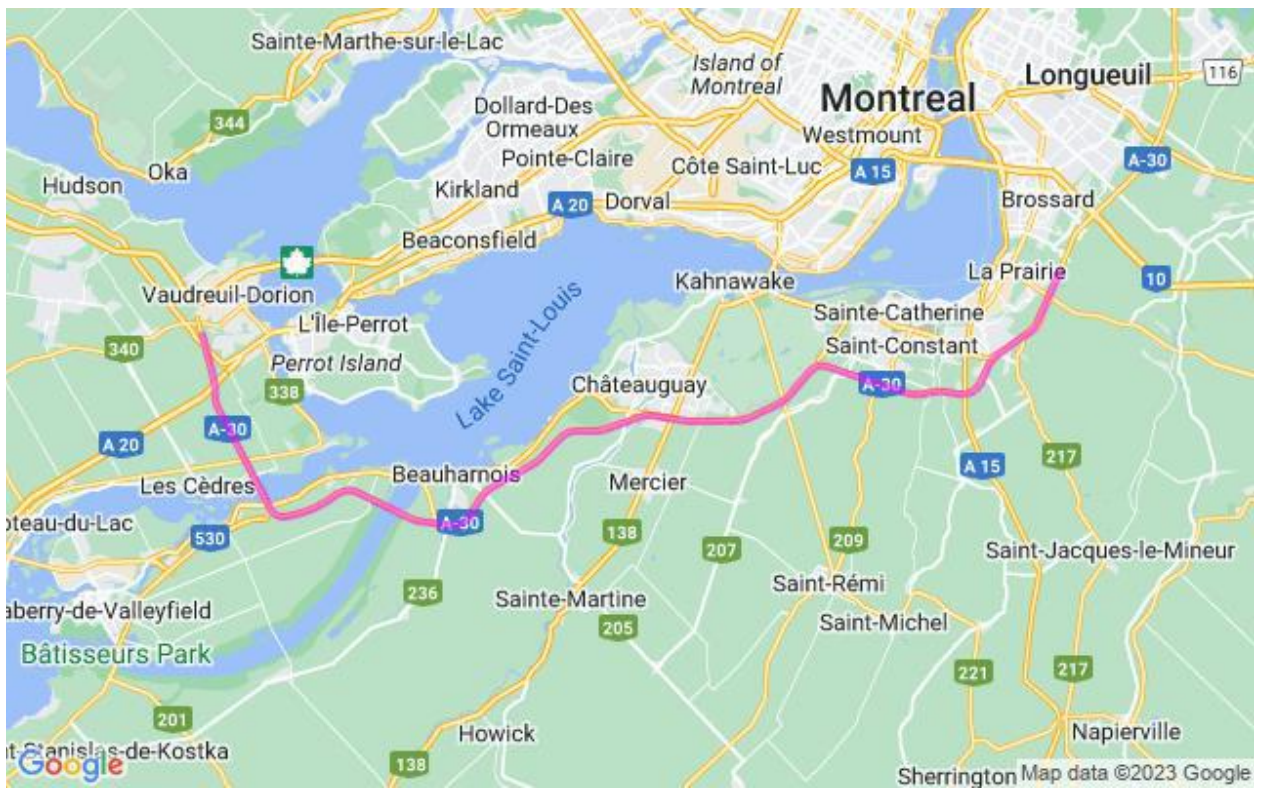 Sainte-Marthe-sur-le-Lac
Island of
Montreal
Longueuil
116
Montreal
Dollard-Des
Ormeaux
344
Westmount
Pointe-Claire
Côte Saint-Luc
A 15
A-30
Oka
Hudson
Kirkland
A 20
Dorval
Brossard
Beaconsfield
Kahnawake
La Prairie
10
Vaudreuil-Dorion
L'Île-Perrot
Sainte-Catherine
340
Perrot Island
Saint-Constant
Lake Saint-Louis
338
Châteauguay
A-30
A-30
A 20
217
A 15
Les Cèdres
Beauharnois
Mercier
oteau-du-Lac
530
A-30
138
207
209
Saint-Jacques-le-Mineur
Saint-Rémi
236
Sainte-Martine
aberry-de-Valleyfield
205
Saint-Michel
Bâtisseurs Park
221
217
201
Howick
Napierville
nt-Stanislas-de-Kostka
138
Google
Sherrington
Map data ©2023 Google